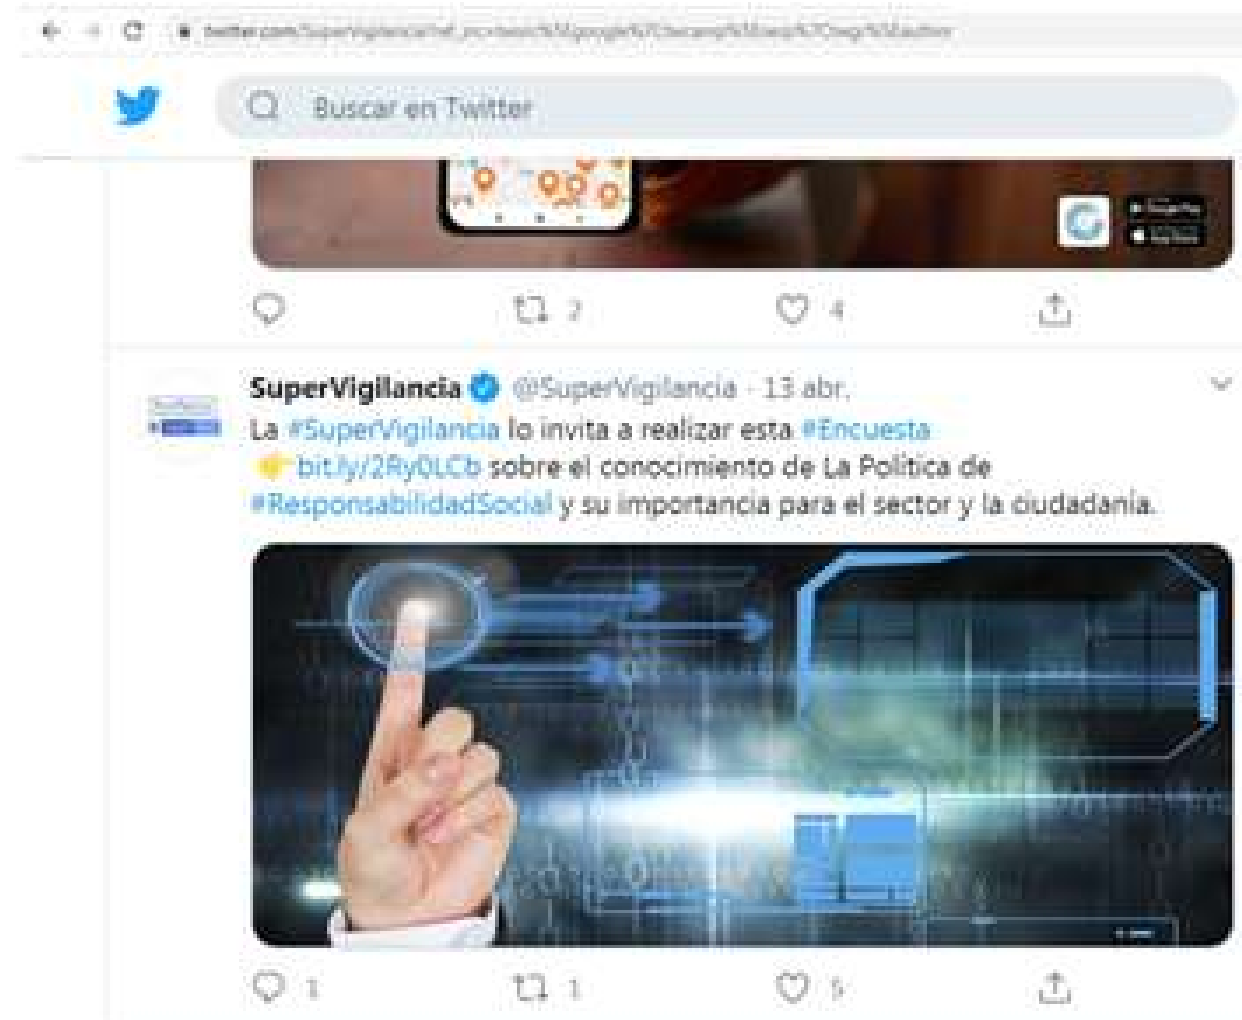 Buscar en Twitter
2 4
SuperVigilancia @SuperVigilancia · 13 abr.
La #SuperVigilancia lo invita a realizar esta #Encuesta
bit.ly/2Ry0LCb sobre el conocimiento de La Política de
#ResponsabilidadSocial y su importancia para el sector y la ciudadanía.
1 1 5